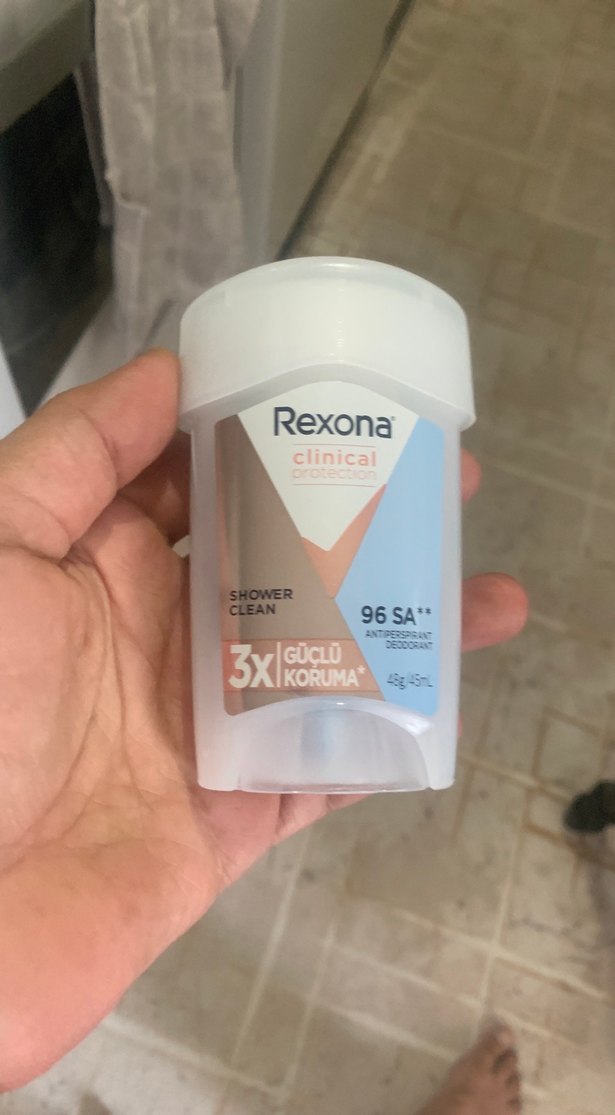 Rexona®
clinical
protection
SHOWER
CLEAN
96 SA**
ANTIPERSPIRANT
DEODORANT
3x GÜÇLÜ
KORUMA*
48g/45mL